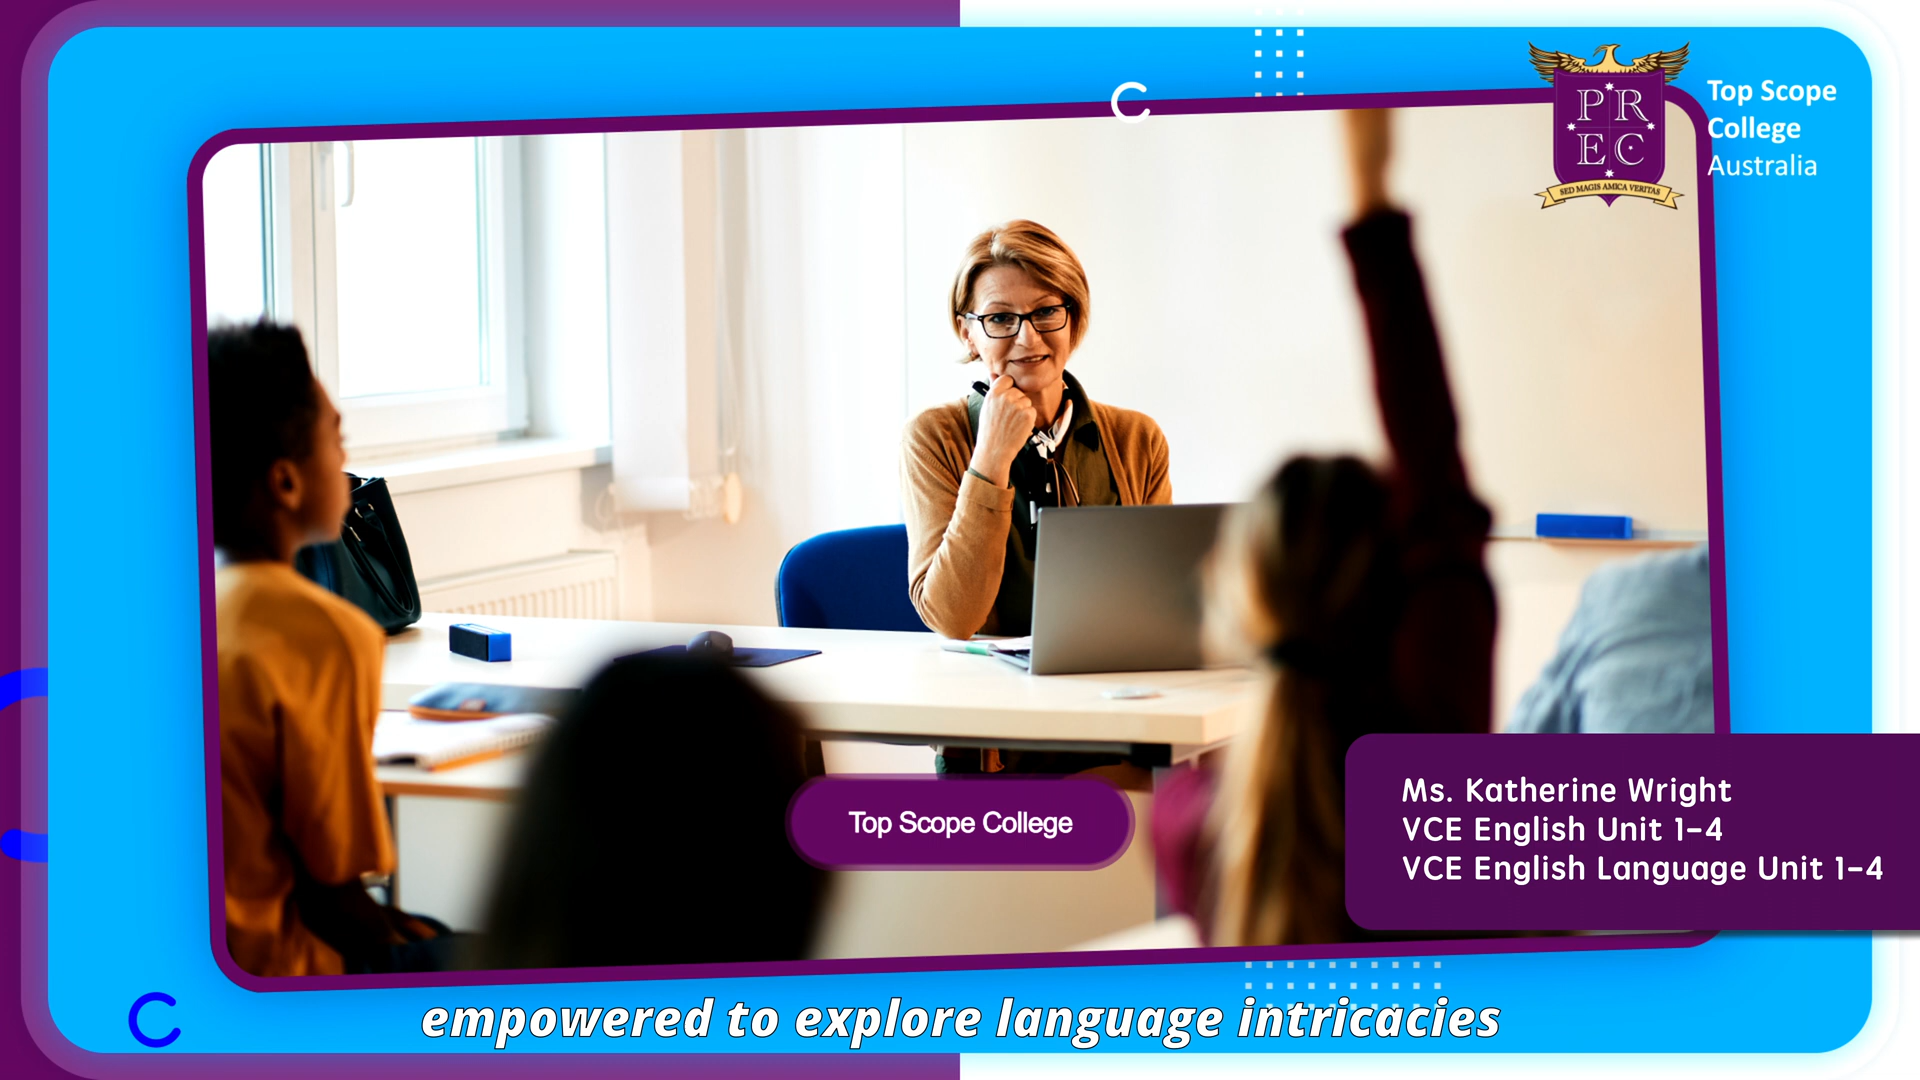 PR
EC
SED MAGIS AMICA VERITAS
Top Scope
College
Australia
Top Scope College
Ms. Katherine Wright
VCE English Unit 1–4
VCE English Language Unit 1–4
empowered to explore language intricacies